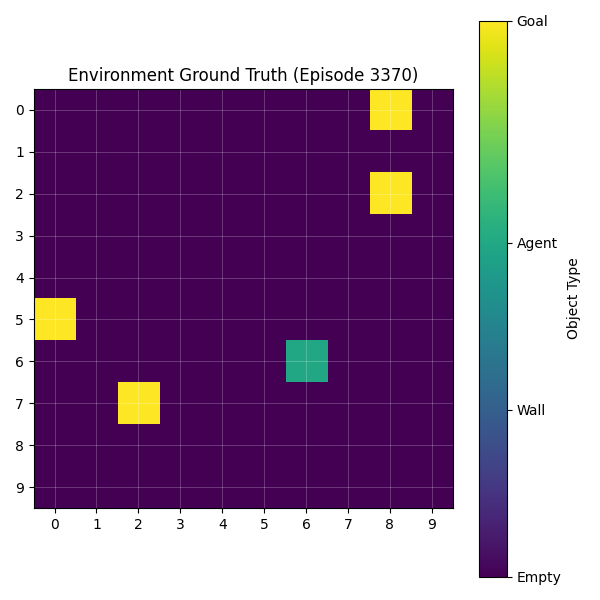 Environment Ground Truth (Episode 3370)
0
1
2
3
4
5
6
7
8
9
0 1 2 3 4 5 6 7 8 9
Goal
Agent
Wall
Empty
Object Type